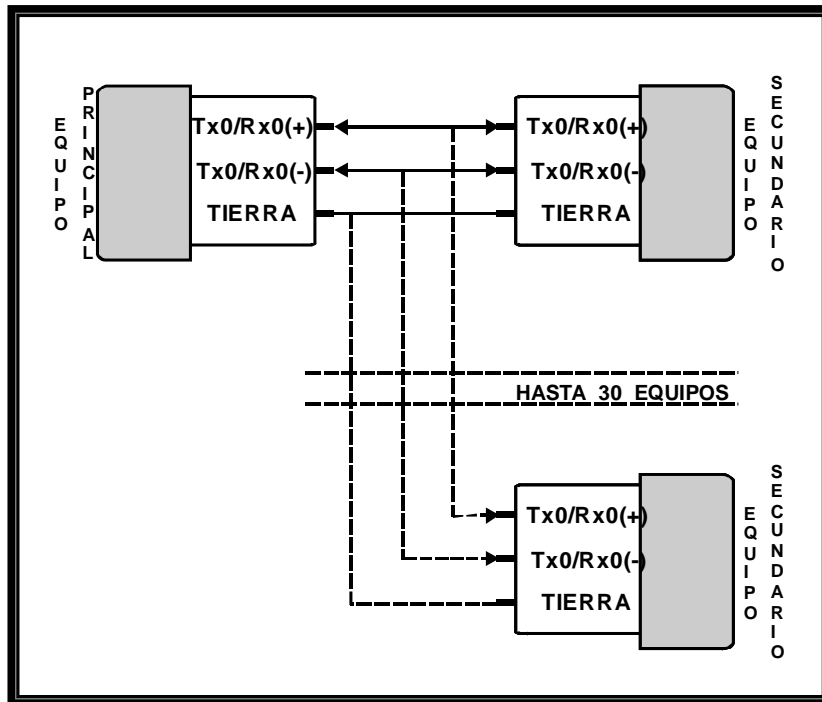 EQUIPO
PRINCIPAL
Tx0/Rx0(+)
Tx0/Rx0(-)
TIERRA
Tx0/Rx0(+)
Tx0/Rx0(-)
TIERRA
EQUIPO
SECUNDARIO
HASTA 30 EQUIPOS
Tx0/Rx0(+)
Tx0/Rx0(-)
TIERRA
EQUIPO
SECUNDARIO